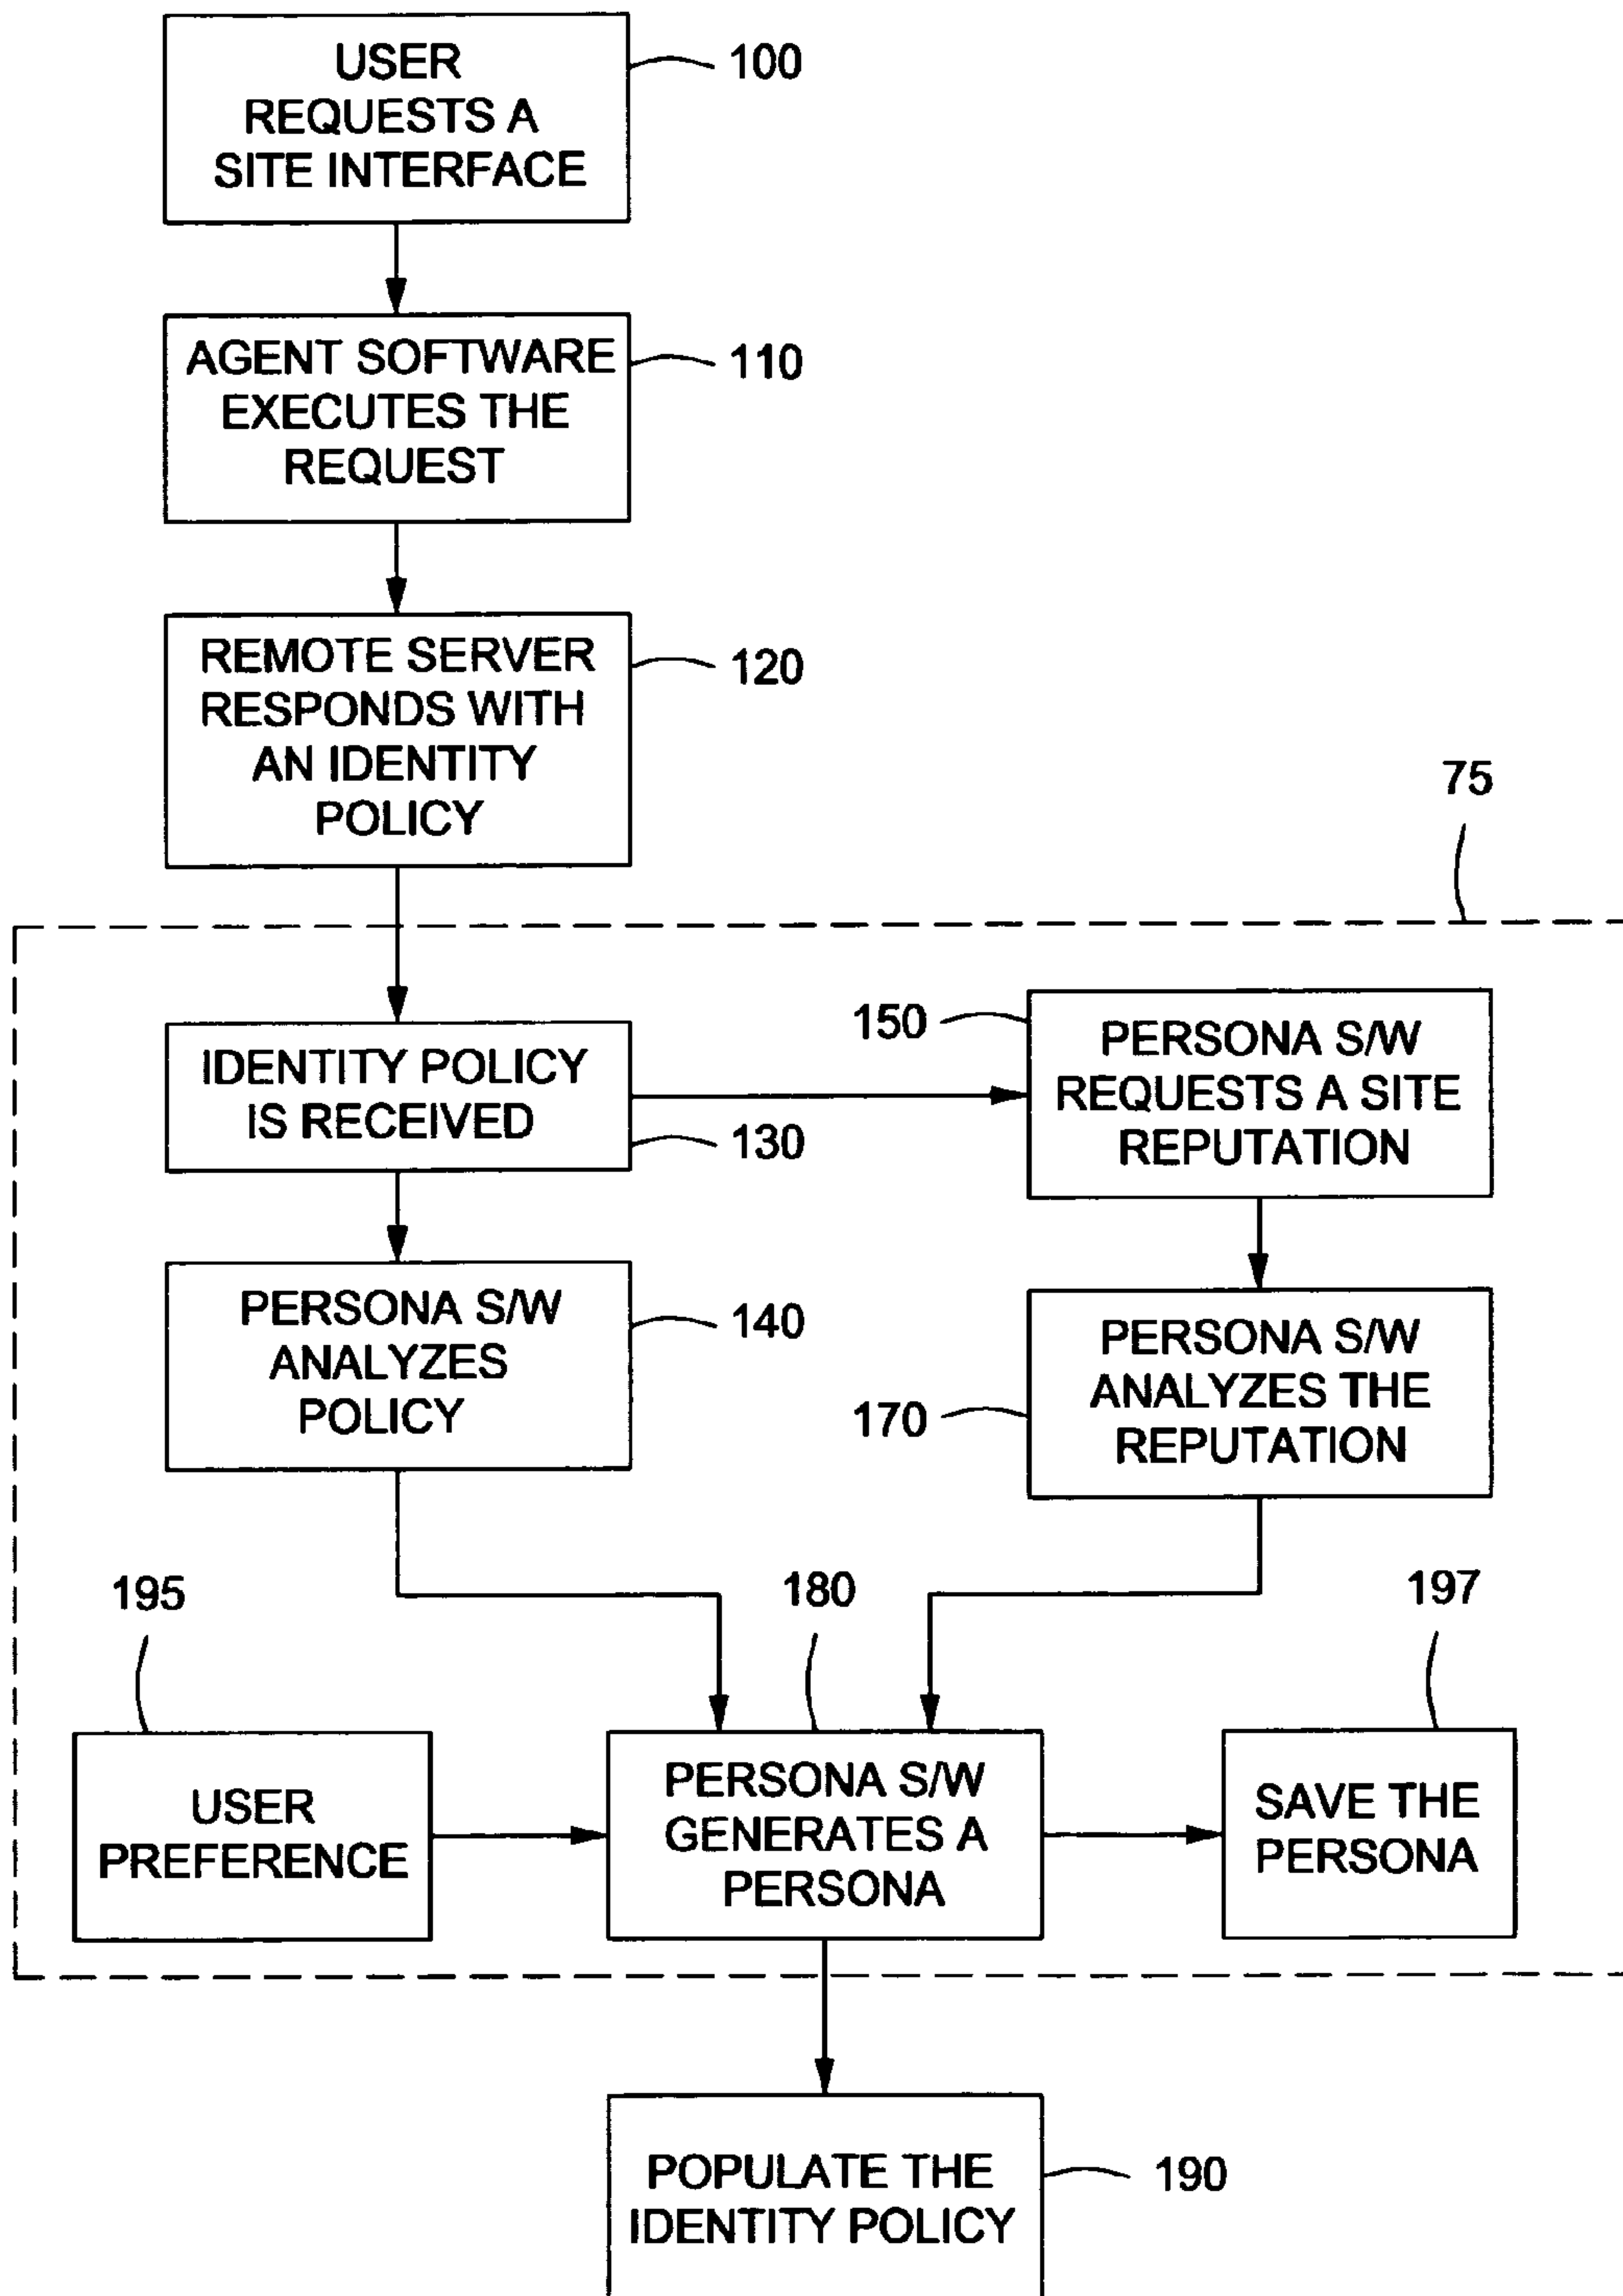 USER
REQUESTS A
SITE INTERFACE
100
AGENT SOFTWARE
EXECUTES THE
REQUEST
110
REMOTE SERVER
RESPONDS WITH
AN IDENTITY
POLICY
120
75
IDENTITY POLICY
IS RECEIVED
130
150
PERSONA S/W
REQUESTS A SITE
REPUTATION
PERSONA S/W
ANALYZES
POLICY
140
170
PERSONA S/W
ANALYZES THE
REPUTATION
195
180
197
USER
PREFERENCE
PERSONA S/W
GENERATES A
PERSONA
SAVE THE
PERSONA
POPULATE THE
IDENTITY POLICY
190